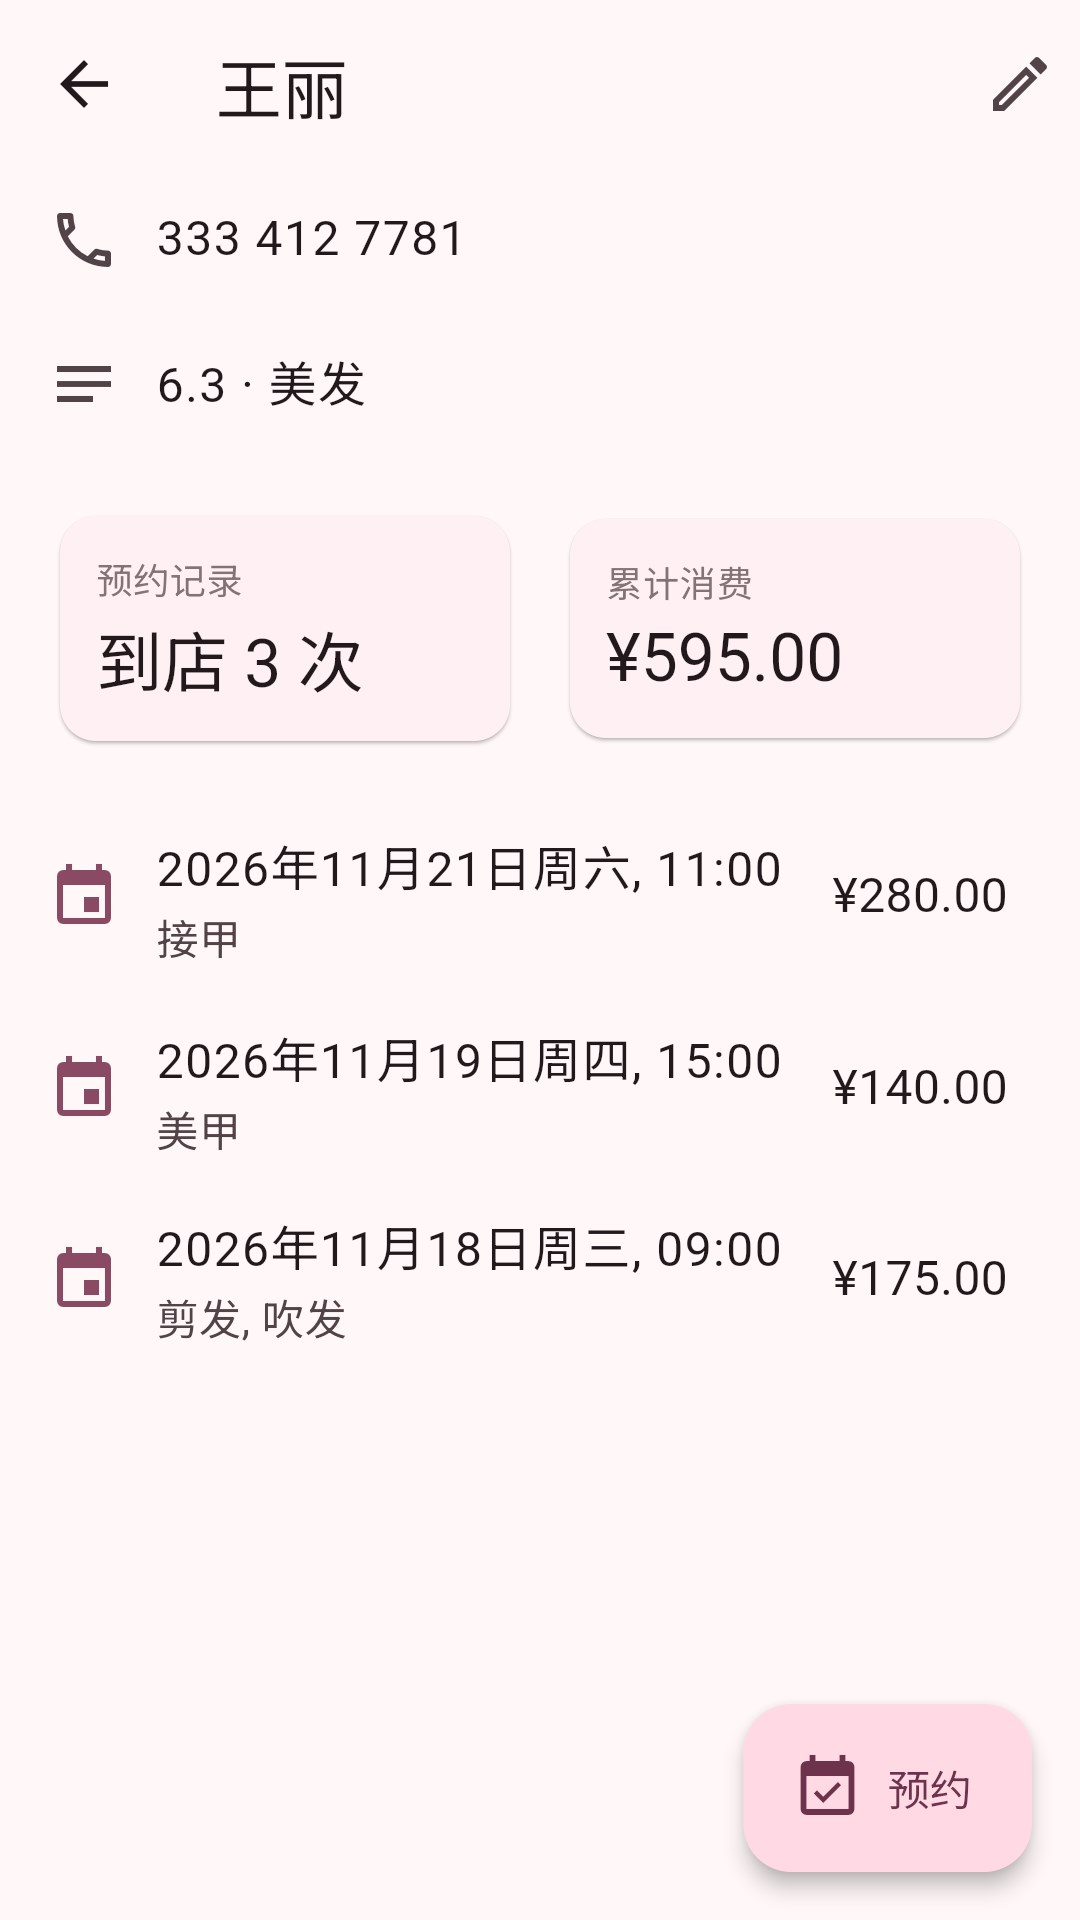 王丽
333 412 7781
6.3 · 美发
预约记录
到店 3 次
累计消费
¥595.00
2026年11月21日周六, 11:00
接甲
¥280.00
2026年11月19日周四, 15:00
美甲
¥140.00
2026年11月18日周三, 09:00
剪发, 吹发
¥175.00
预约